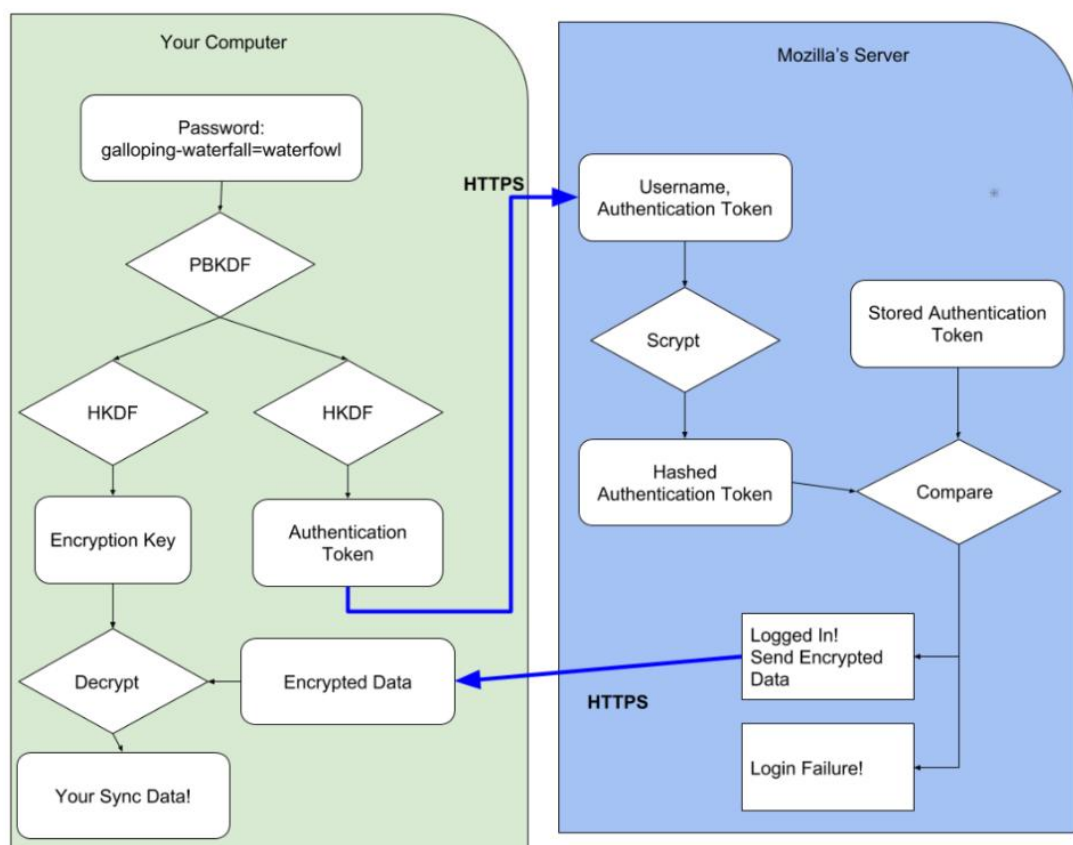 Your Computer
Password:
galloping-waterfall=waterfowl
PBKDF
HKDF
HKDF
Encryption Key
Authentication
Token
Decrypt
Encrypted Data
Your Sync Data!
HTTPS
Mozilla's Server
Username,
Authentication Token
Scrypt
Stored Authentication
Token
Hashed
Authentication Token
Compare
Logged In!
Send Encrypted
Data
HTTPS
Login Failure!